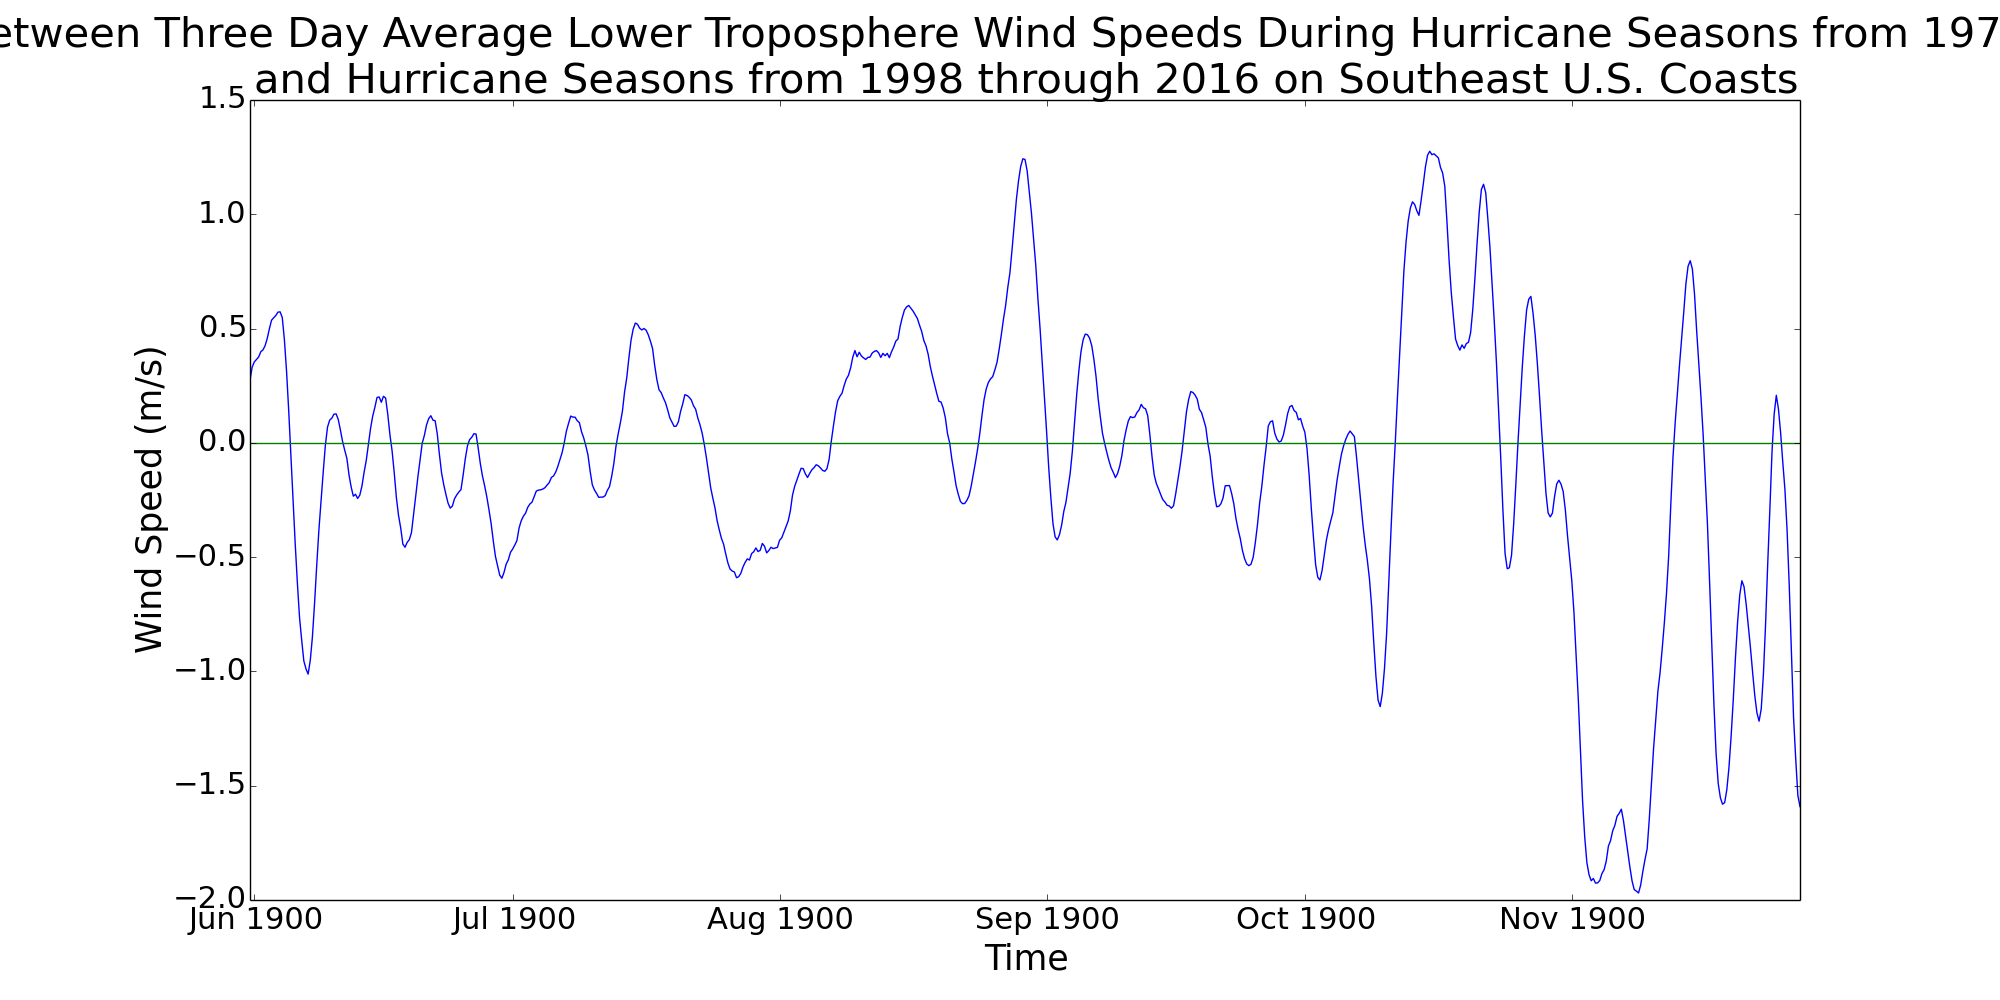 etween Three Day Average Lower Troposphere Wind Speeds During Hurricane Seasons from 197
and Hurricane Seasons from 1998 through 2016 on Southeast U.S. Coasts
1.5
1.0
0.5
0.0
−0.5
−1.0
−1.5
−2.0
Wind Speed (m/s)
Jun 1900 Jul 1900 Aug 1900 Sep 1900 Oct 1900 Nov 1900
Time